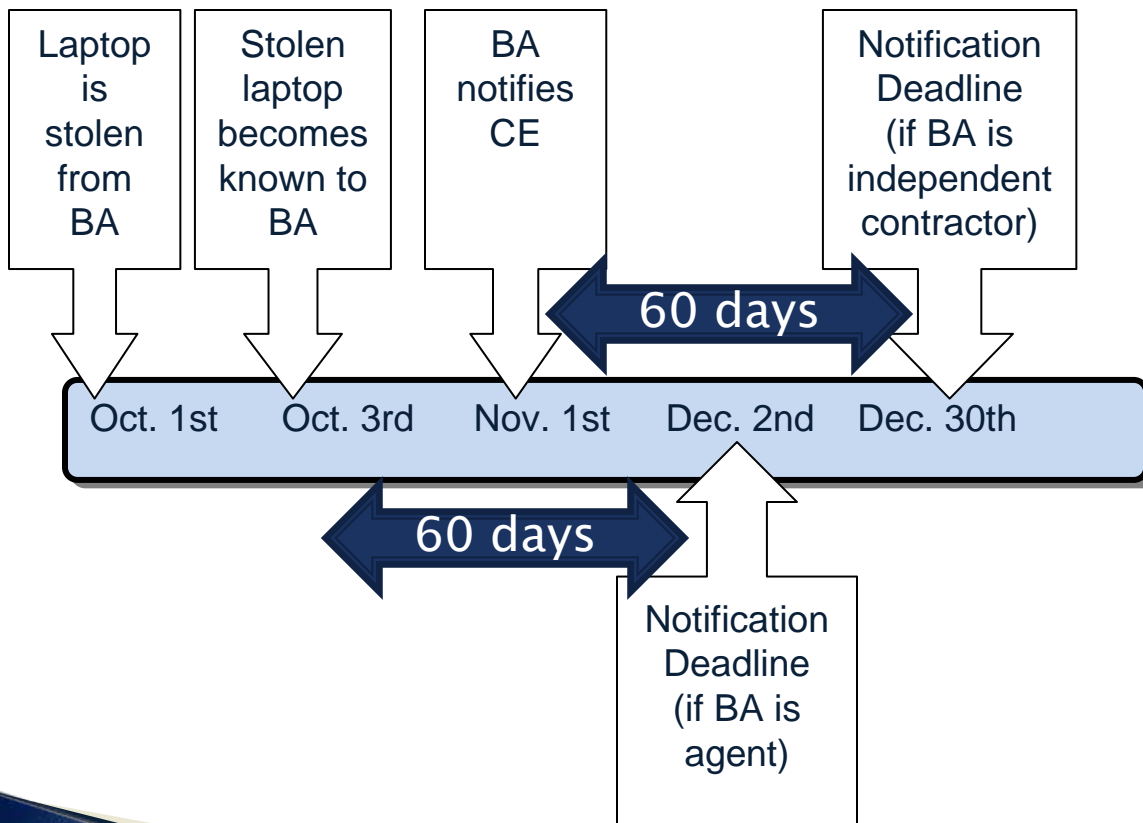 Laptop
is
stolen
from
BA
Stolen
laptop
becomes
known to
BA
BA
notifies
CE
Notification
Deadline
(if BA is
independent
contractor)
60 days
Oct. 1st Oct. 3rd Nov. 1st Dec. 2nd Dec. 30th
60 days
Notification
Deadline
(if BA is
agent)